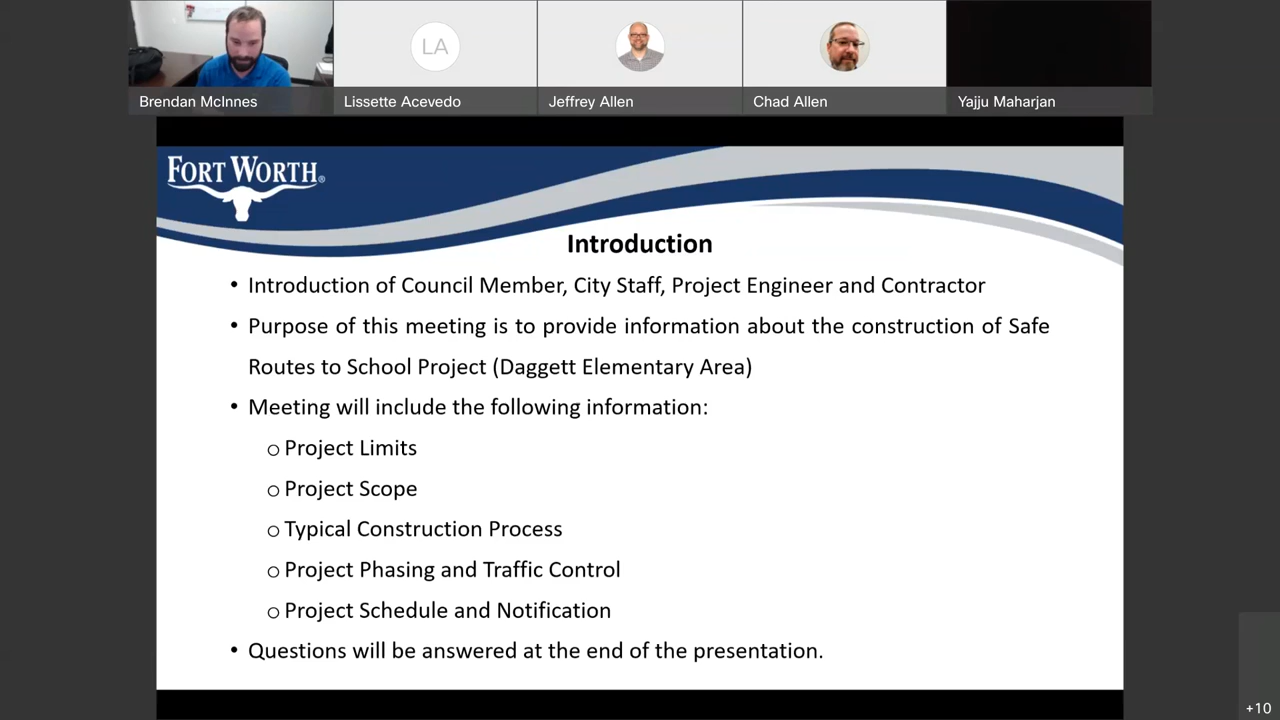 LA
Brendan McInnes
Lissette Acevedo
Jeffrey Allen
Chad Allen
Yajju Maharjan
FORT WORTH®
Introduction
• Introduction of Council Member, City Staff, Project Engineer and Contractor
• Purpose of this meeting is to provide information about the construction of Safe
Routes to School Project (Daggett Elementary Area)
• Meeting will include the following information:
o Project Limits
o Project Scope
o Typical Construction Process
o Project Phasing and Traffic Control
o Project Schedule and Notification
• Questions will be answered at the end of the presentation.
+10